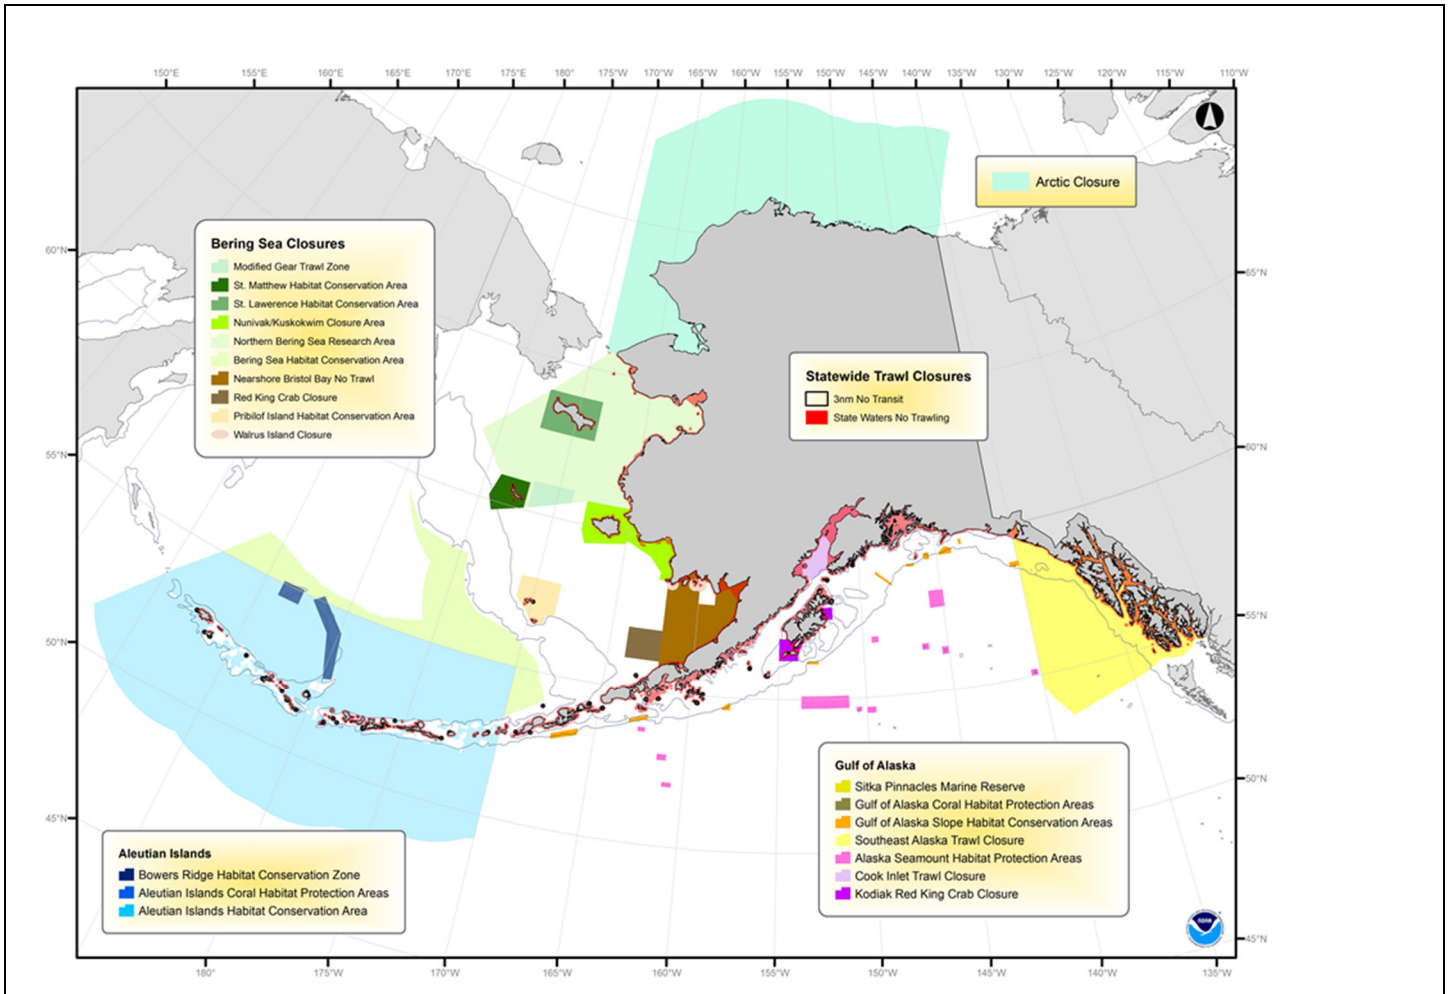 150°E 155°E 160°E 165°E 170°E 175°E 180° 175°W 170°W 165°W 160°W 155°W 150°W 145°W 140°W 135°W 130°W 125°W 120°W 115°W 110°W
Arctic Closure
60°N
65°N
Bering Sea Closures
Modified Gear Trawl Zone
St. Matthew Habitat Conservation Area
St. Lawerence Habitat Conservation Area
Nunivak/Kuskokwim Closure Area
Northern Bering Sea Research Area
Bering Sea Habitat Conservation Area
Nearshore Bristol Bay No Trawl
Red King Crab Closure
Pribilof Island Habitat Conservation Area
Walrus Island Closure
Statewide Trawl Closures
3nm No Transit
State Waters No Trawling
55°N
60°N
50°N
55°N
45°N
50°N
Gulf of Alaska
Sitka Pinnacles Marine Reserve
Gulf of Alaska Coral Habitat Protection Areas
Gulf of Alaska Slope Habitat Conservation Areas
Southeast Alaska Trawl Closure
Alaska Seamount Habitat Protection Areas
Cook Inlet Trawl Closure
Kodiak Red King Crab Closure
Aleutian Islands
Bowers Ridge Habitat Conservation Zone
Aleutian Islands Coral Habitat Protection Areas
Aleutian Islands Habitat Conservation Area
45°N
180° 175°W 170°W 165°W 160°W 155°W 150°W 145°W 140°W 135°W